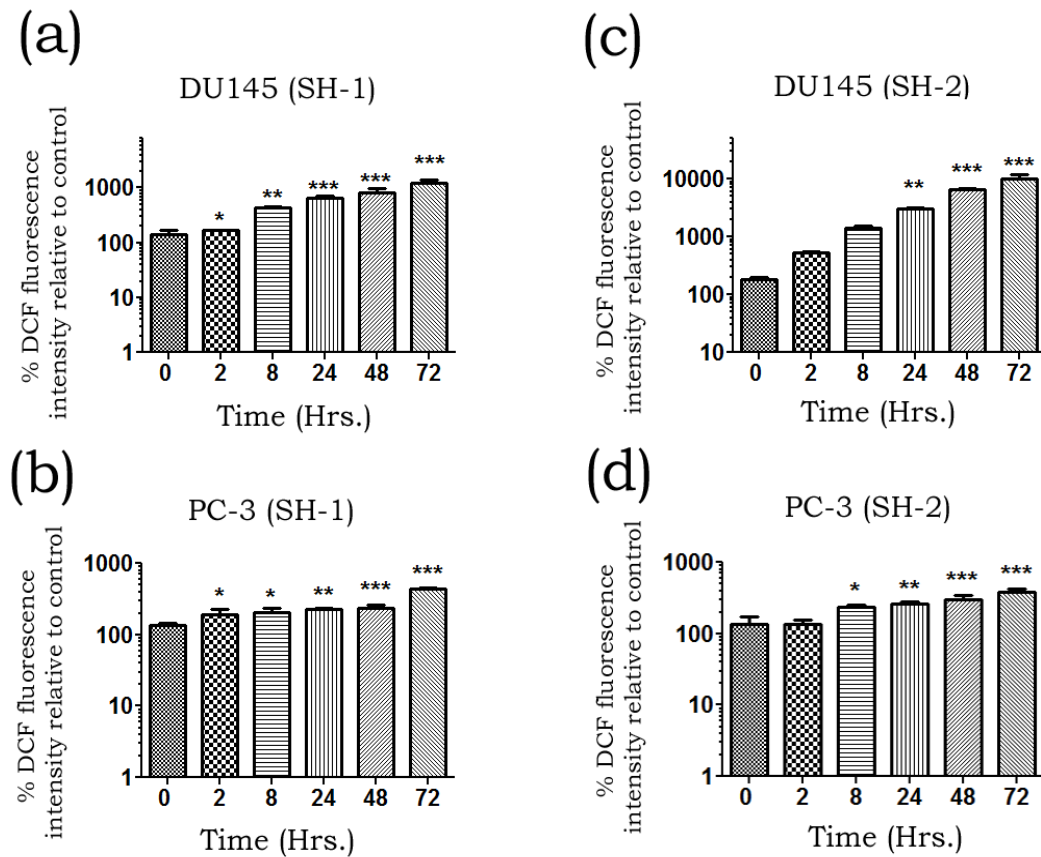 (a)
DU145 (SH-1)
% DCF fluorescence
intensity relative to control
1000
100
10
1
*
**
***
***
***
0 2 8 24 48 72
Time (Hrs.)
(c)
DU145 (SH-2)
% DCF fluorescence
intensity relative to control
10000
1000
100
10
**
***
***
0 2 8 24 48 72
Time (Hrs.)
(b)
PC-3 (SH-1)
% DCF fluorescence
intensity relative to control
1000
100
10
1
*
*
**
***
***
0 2 8 24 48 72
Time (Hrs.)
(d)
PC-3 (SH-2)
% DCF fluorescence
intensity relative to control
1000
100
10
1
*
**
***
***
0 2 8 24 48 72
Time (Hrs.)